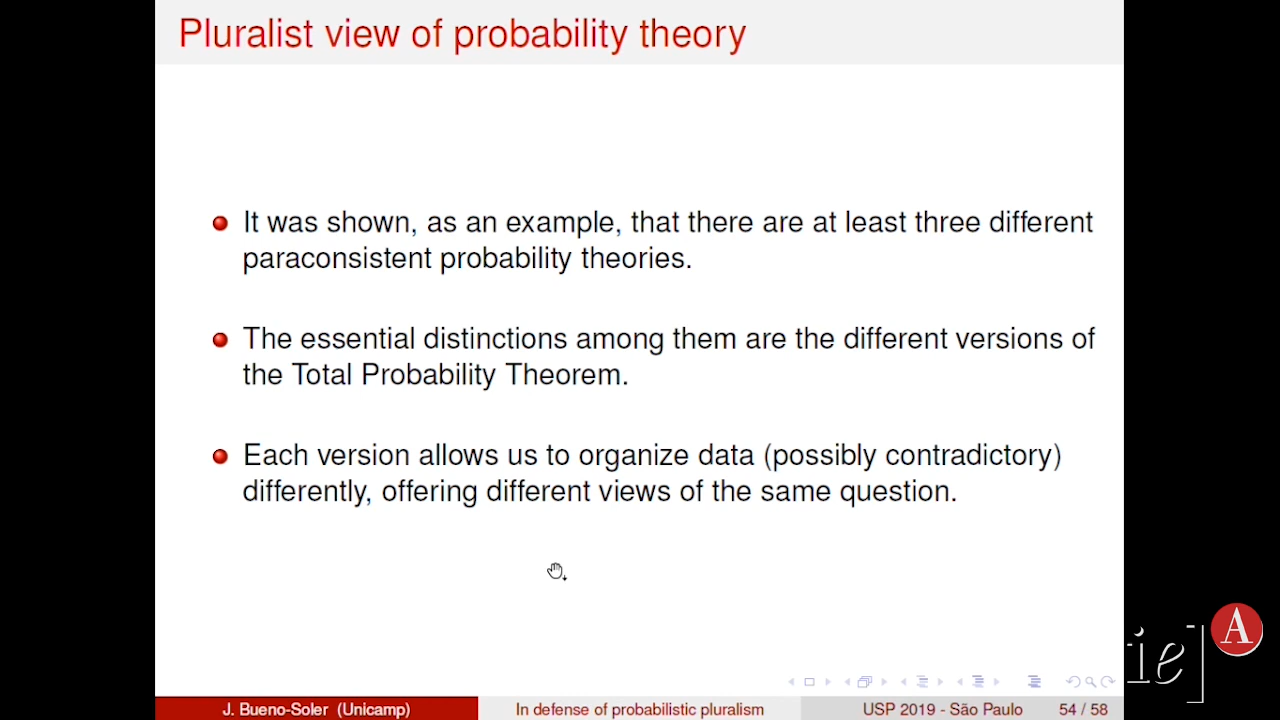 Pluralist view of probability theory
It was shown, as an example, that there are at least three different
paraconsistent probability theories.
The essential distinctions among them are the different versions of
the Total Probability Theorem.
Each version allows us to organize data (possibly contradictory)
differently, offering different views of the same question.
J. Bueno-Soler (Unicamp) In defense of probabilistic pluralism USP 2019 - São Paulo 54 / 58
ie]
A